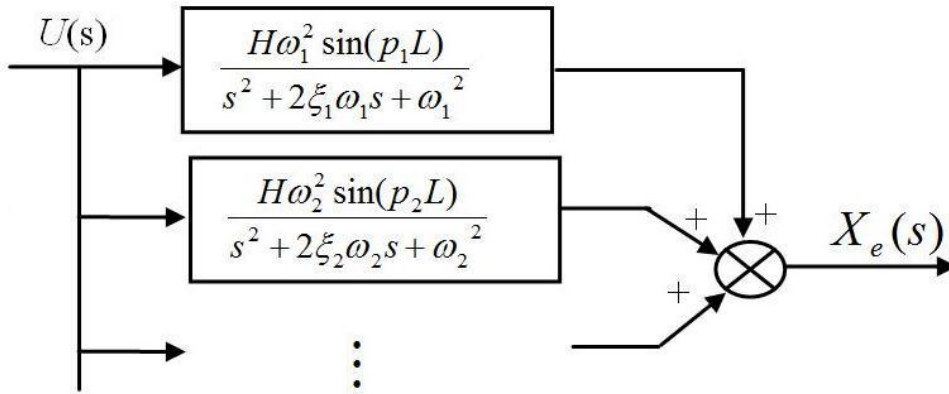 U(s)
Hω₁² sin(p₁L)
s² + 2ξ₁ω₁s + ω₁²
Hω₂² sin(p₂L)
s² + 2ξ₂ω₂s + ω₂²
+
+
+
Xₑ(s)
⋮